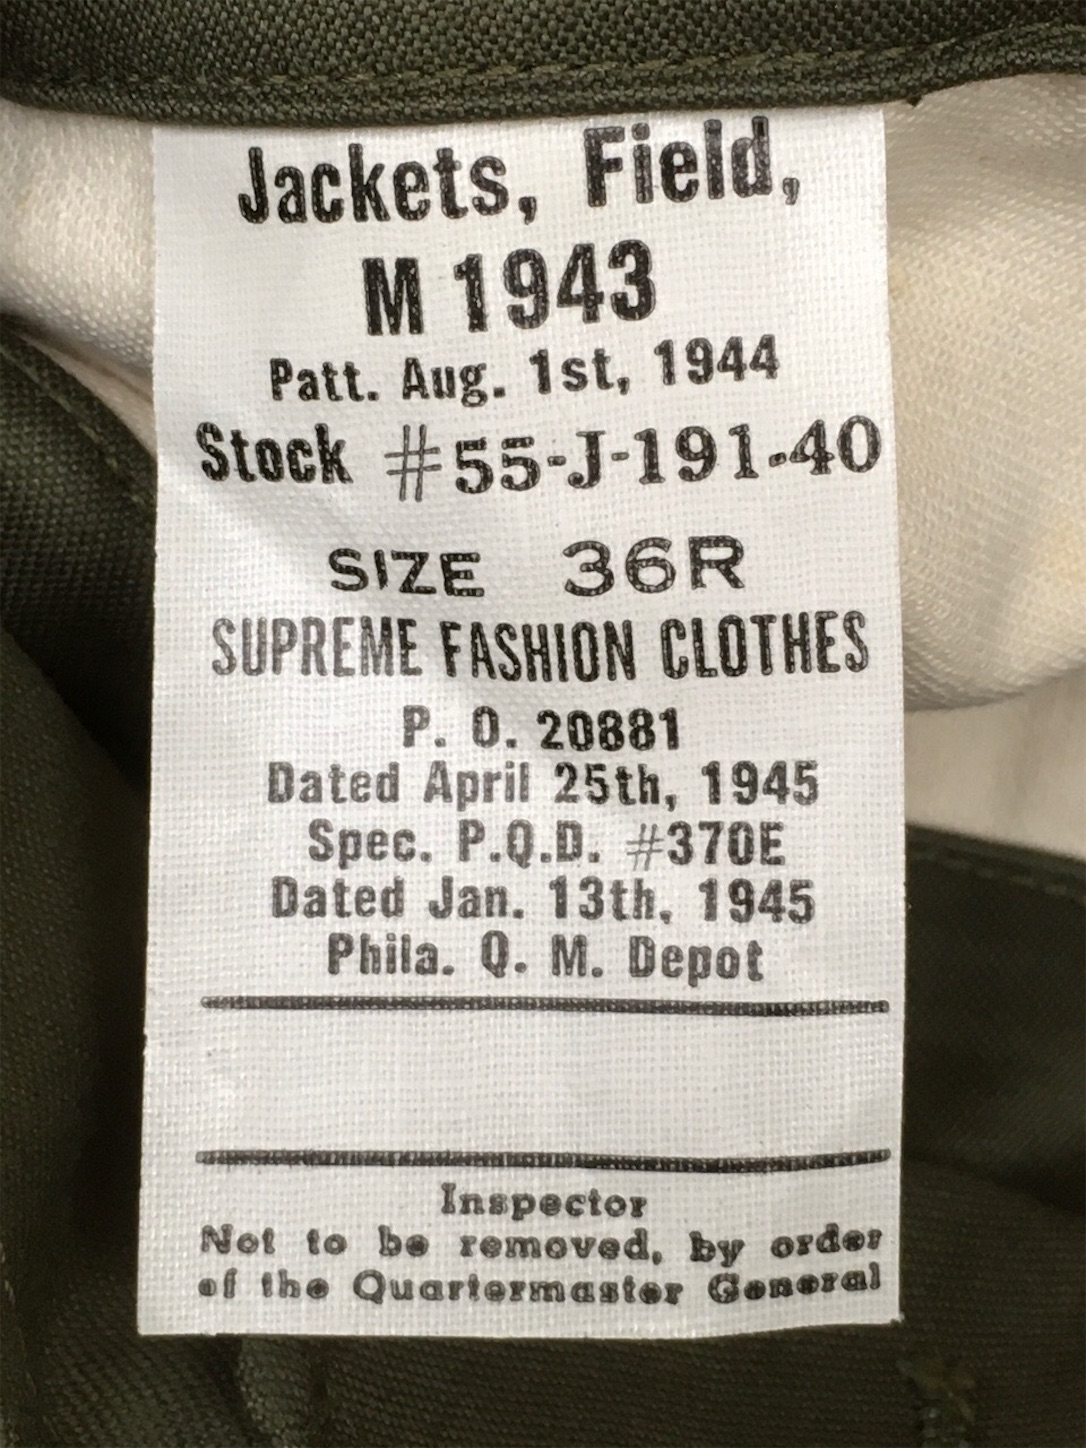 Jackets, Field,
M 1943
Patt. Aug. 1st, 1944
Stock #55-J-191-40
SIZE 36R
SUPREME FASHION CLOTHES
P. O. 20881
Dated April 25th, 1945
Spec. P.Q.D. #370E
Dated Jan. 13th, 1945
Phila. Q. M. Depot
Inspector
Not to be removed, by order
of the Quartermaster General